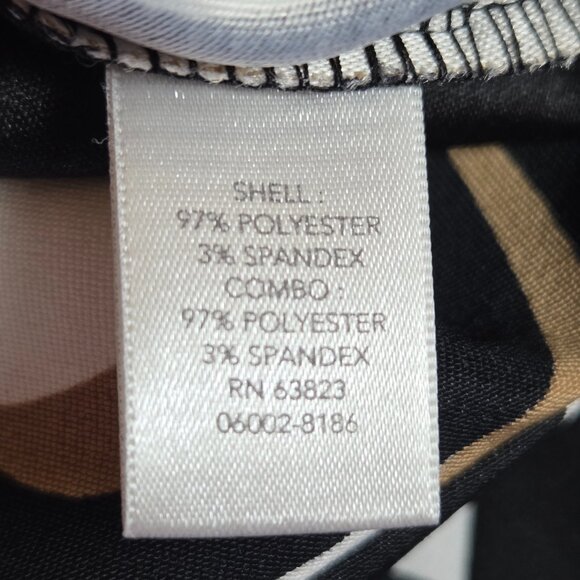 SHELL :
97% POLYESTER
3% SPANDEX
COMBO :
97% POLYESTER
3% SPANDEX
RN 63823
06002-8186